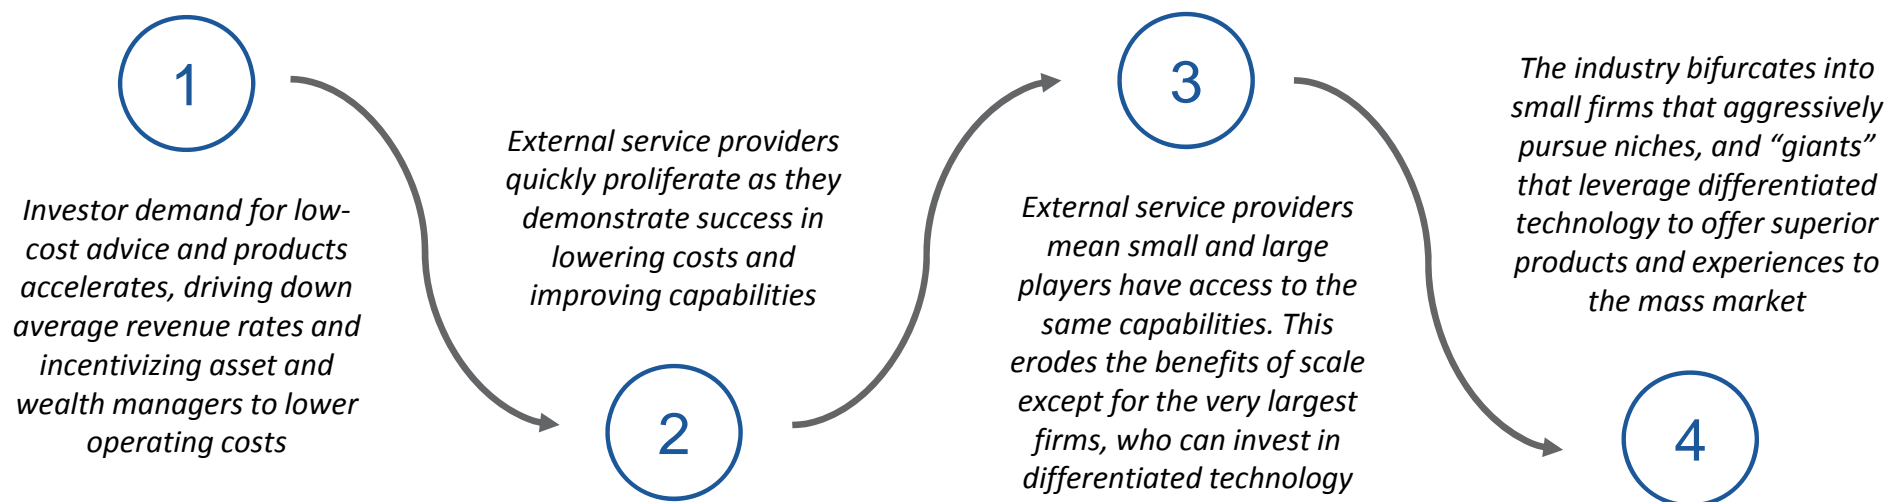 1
Investor demand for low-
cost advice and products
accelerates, driving down
average revenue rates and
incentivizing asset and
wealth managers to lower
operating costs
External service providers
quickly proliferate as they
demonstrate success in
lowering costs and
improving capabilities
2
3
External service providers
mean small and large
players have access to the
same capabilities. This
erodes the benefits of scale
except for the very largest
firms, who can invest in
differentiated technology
The industry bifurcates into
small firms that aggressively
pursue niches, and “giants”
that leverage differentiated
technology to offer superior
products and experiences to
the mass market
4